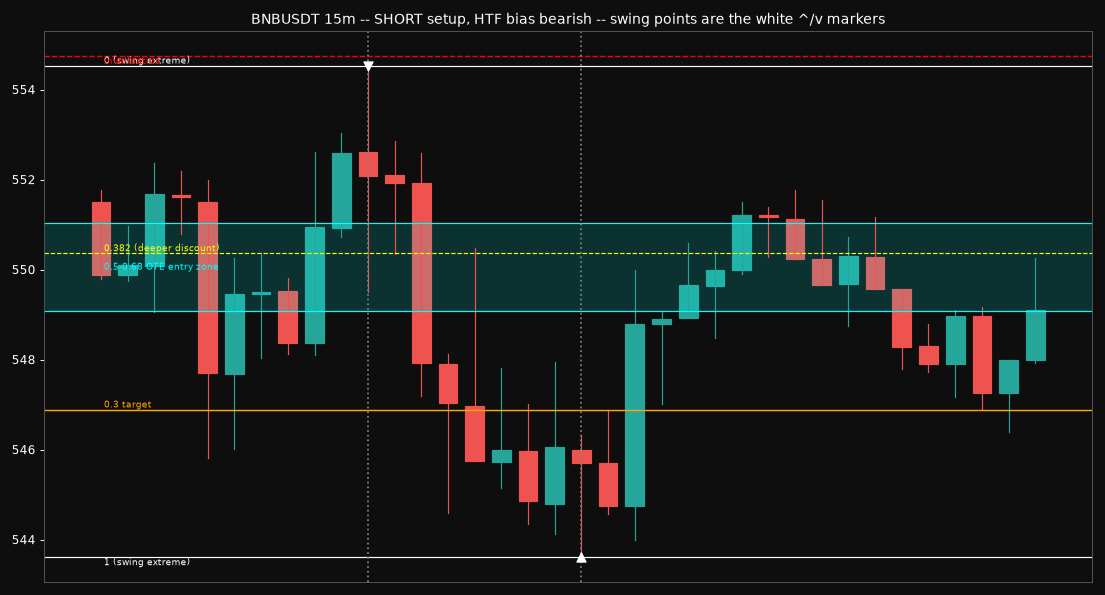 BNBUSDT 15m -- SHORT setup, HTF bias bearish -- swing points are the white ^/v markers
0 (swing extreme)
554
552
0.382 (deeper discount)
550
0.5-0.68 OTE entry zone
548
0.3 target
546
544
1 (swing extreme)